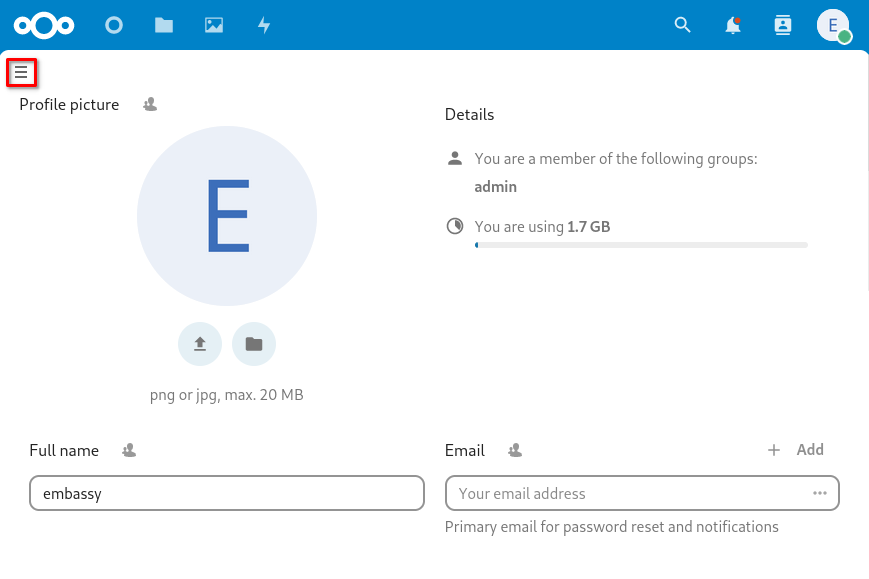 E
Profile picture
E
png or jpg, max. 20 MB
Details
You are a member of the following groups:
admin
You are using 1.7 GB
Full name
embassy
Email
Add
Your email address
Primary email for password reset and notifications